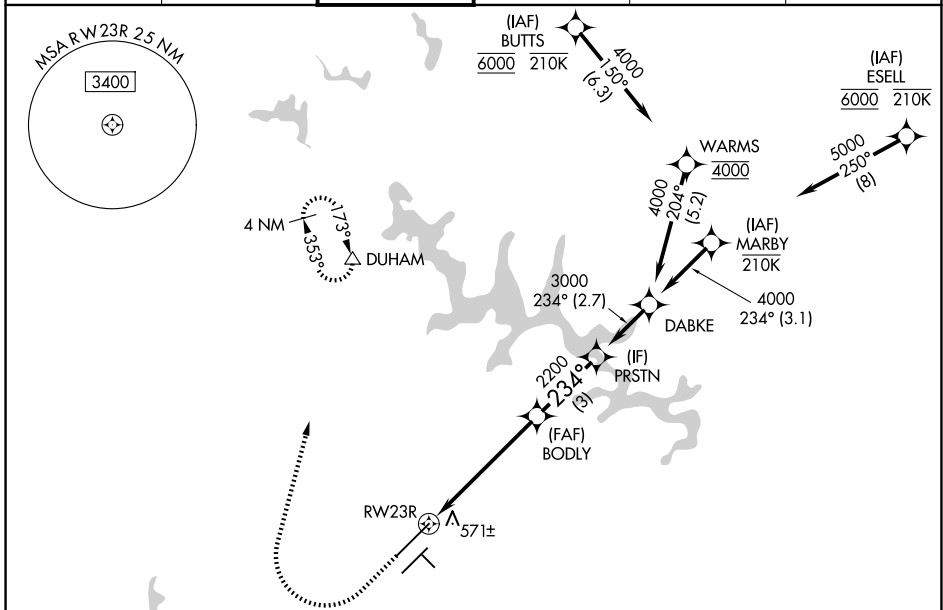 MSA RW23R 25 NM
3400
(IAF)
BUTTS
6000 210K
4000
150°
(6.3)
(IAF)
ESELL
6000 210K
5000
250°
(8)
WARMS
4000
4000
204°
(5.2)
(IAF)
MARBY
210K
4 NM
173°
353°
DUHAM
3000
234° (2.7)
4000
234° (3.1)
DABKE
(IF)
PRSTN
2200
234°
(3)
(FAF)
BODLY
RW23R
571±